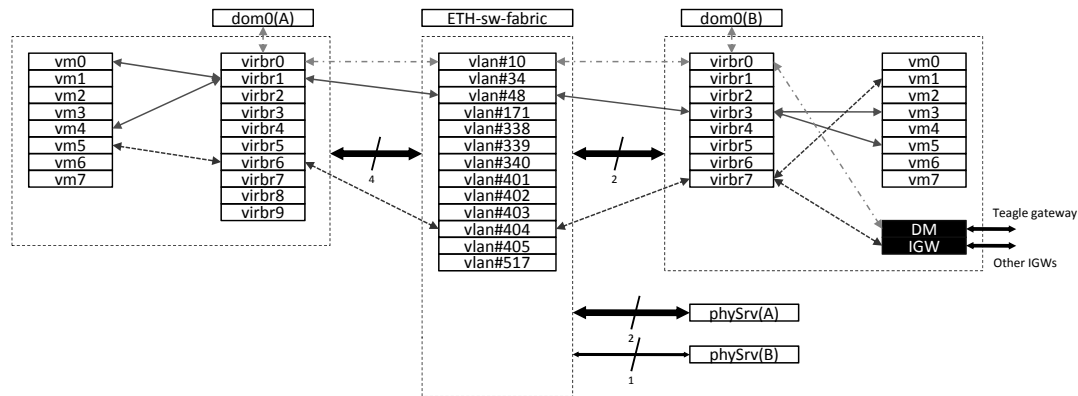 dom0(A)
ETH-sw-fabric
dom0(B)
vm0
vm1
vm2
vm3
vm4
vm5
vm6
vm7
virbr0
virbr1
virbr2
virbr3
virbr4
virbr5
virbr6
virbr7
virbr8
virbr9
4
vlan#10
vlan#34
vlan#48
vlan#171
vlan#338
vlan#339
vlan#340
vlan#401
vlan#402
vlan#403
vlan#404
vlan#405
vlan#517
2
virbr0
virbr1
virbr2
virbr3
virbr4
virbr5
virbr6
virbr7
vm0
vm1
vm2
vm3
vm4
vm5
vm6
vm7
DM
IGW
Teagle gateway
Other IGWs
phySrv(A)
2
phySrv(B)
1